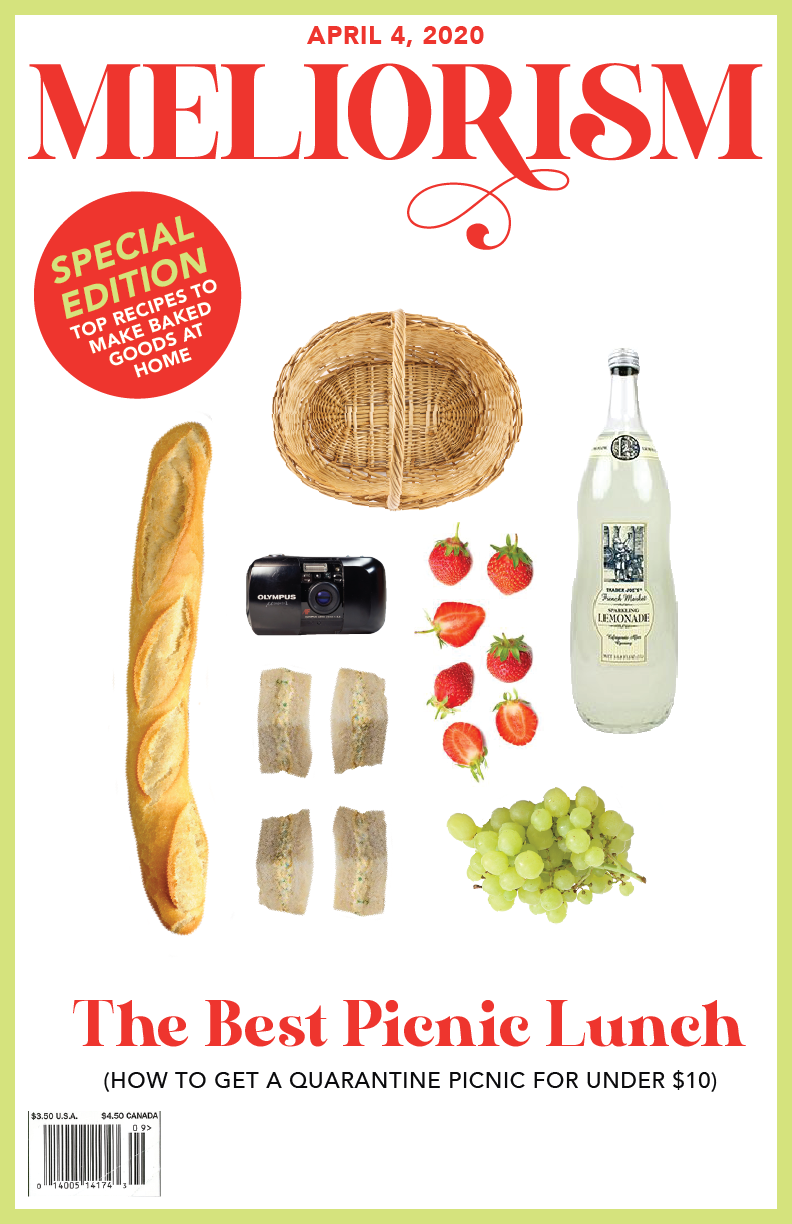 APRIL 4, 2020
MELIORISM
SPECIAL
EDITION
TOP RECIPES TO
MAKE BAKED
GOODS AT
HOME
OLYMPUS
TRADER JOE'S
French Market
SPARKLING
LEMONADE
The Best Picnic Lunch
(HOW TO GET A QUARANTINE PICNIC FOR UNDER $10)
$3.50 U.S.A. $4.50 CANADA
09>
0 14005 14174 3